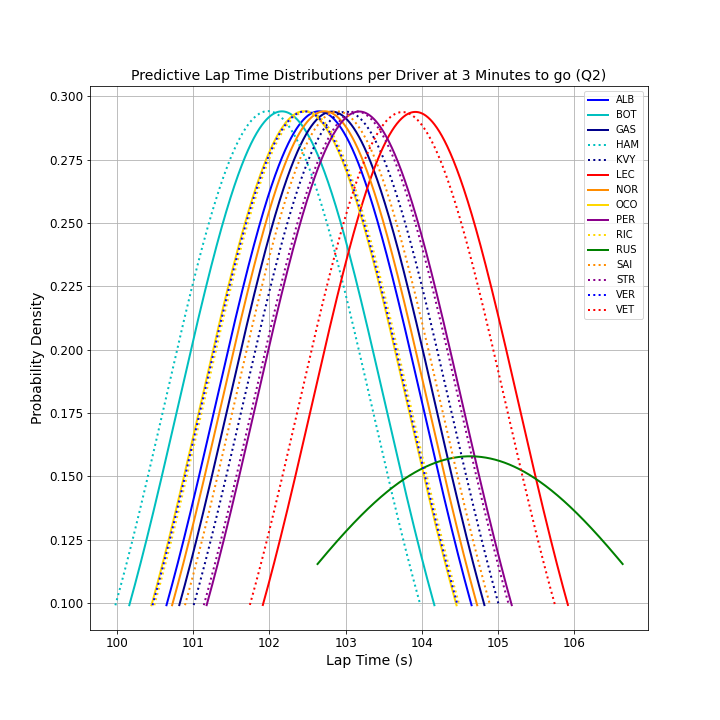 Predictive Lap Time Distributions per Driver at 3 Minutes to go (Q2)
0.300
0.275
0.250
0.225
0.200
0.175
0.150
0.125
0.100
Probability Density
100 101 102 103 104 105 106
Lap Time (s)
ALB
BOT
GAS
HAM
KVY
LEC
NOR
OCO
PER
RIC
RUS
SAI
STR
VER
VET